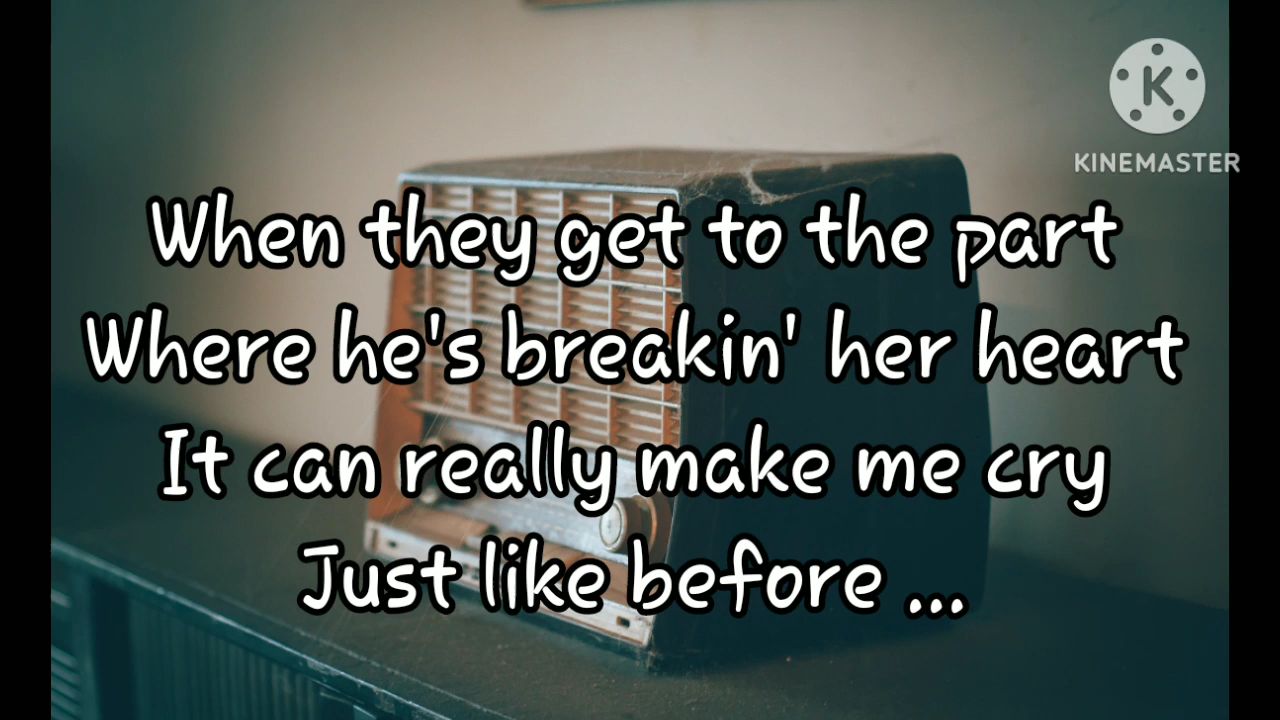 KINEMASTER
When they get to the part
Where he's breakin' her heart
It can really make me cry
Just like before ...